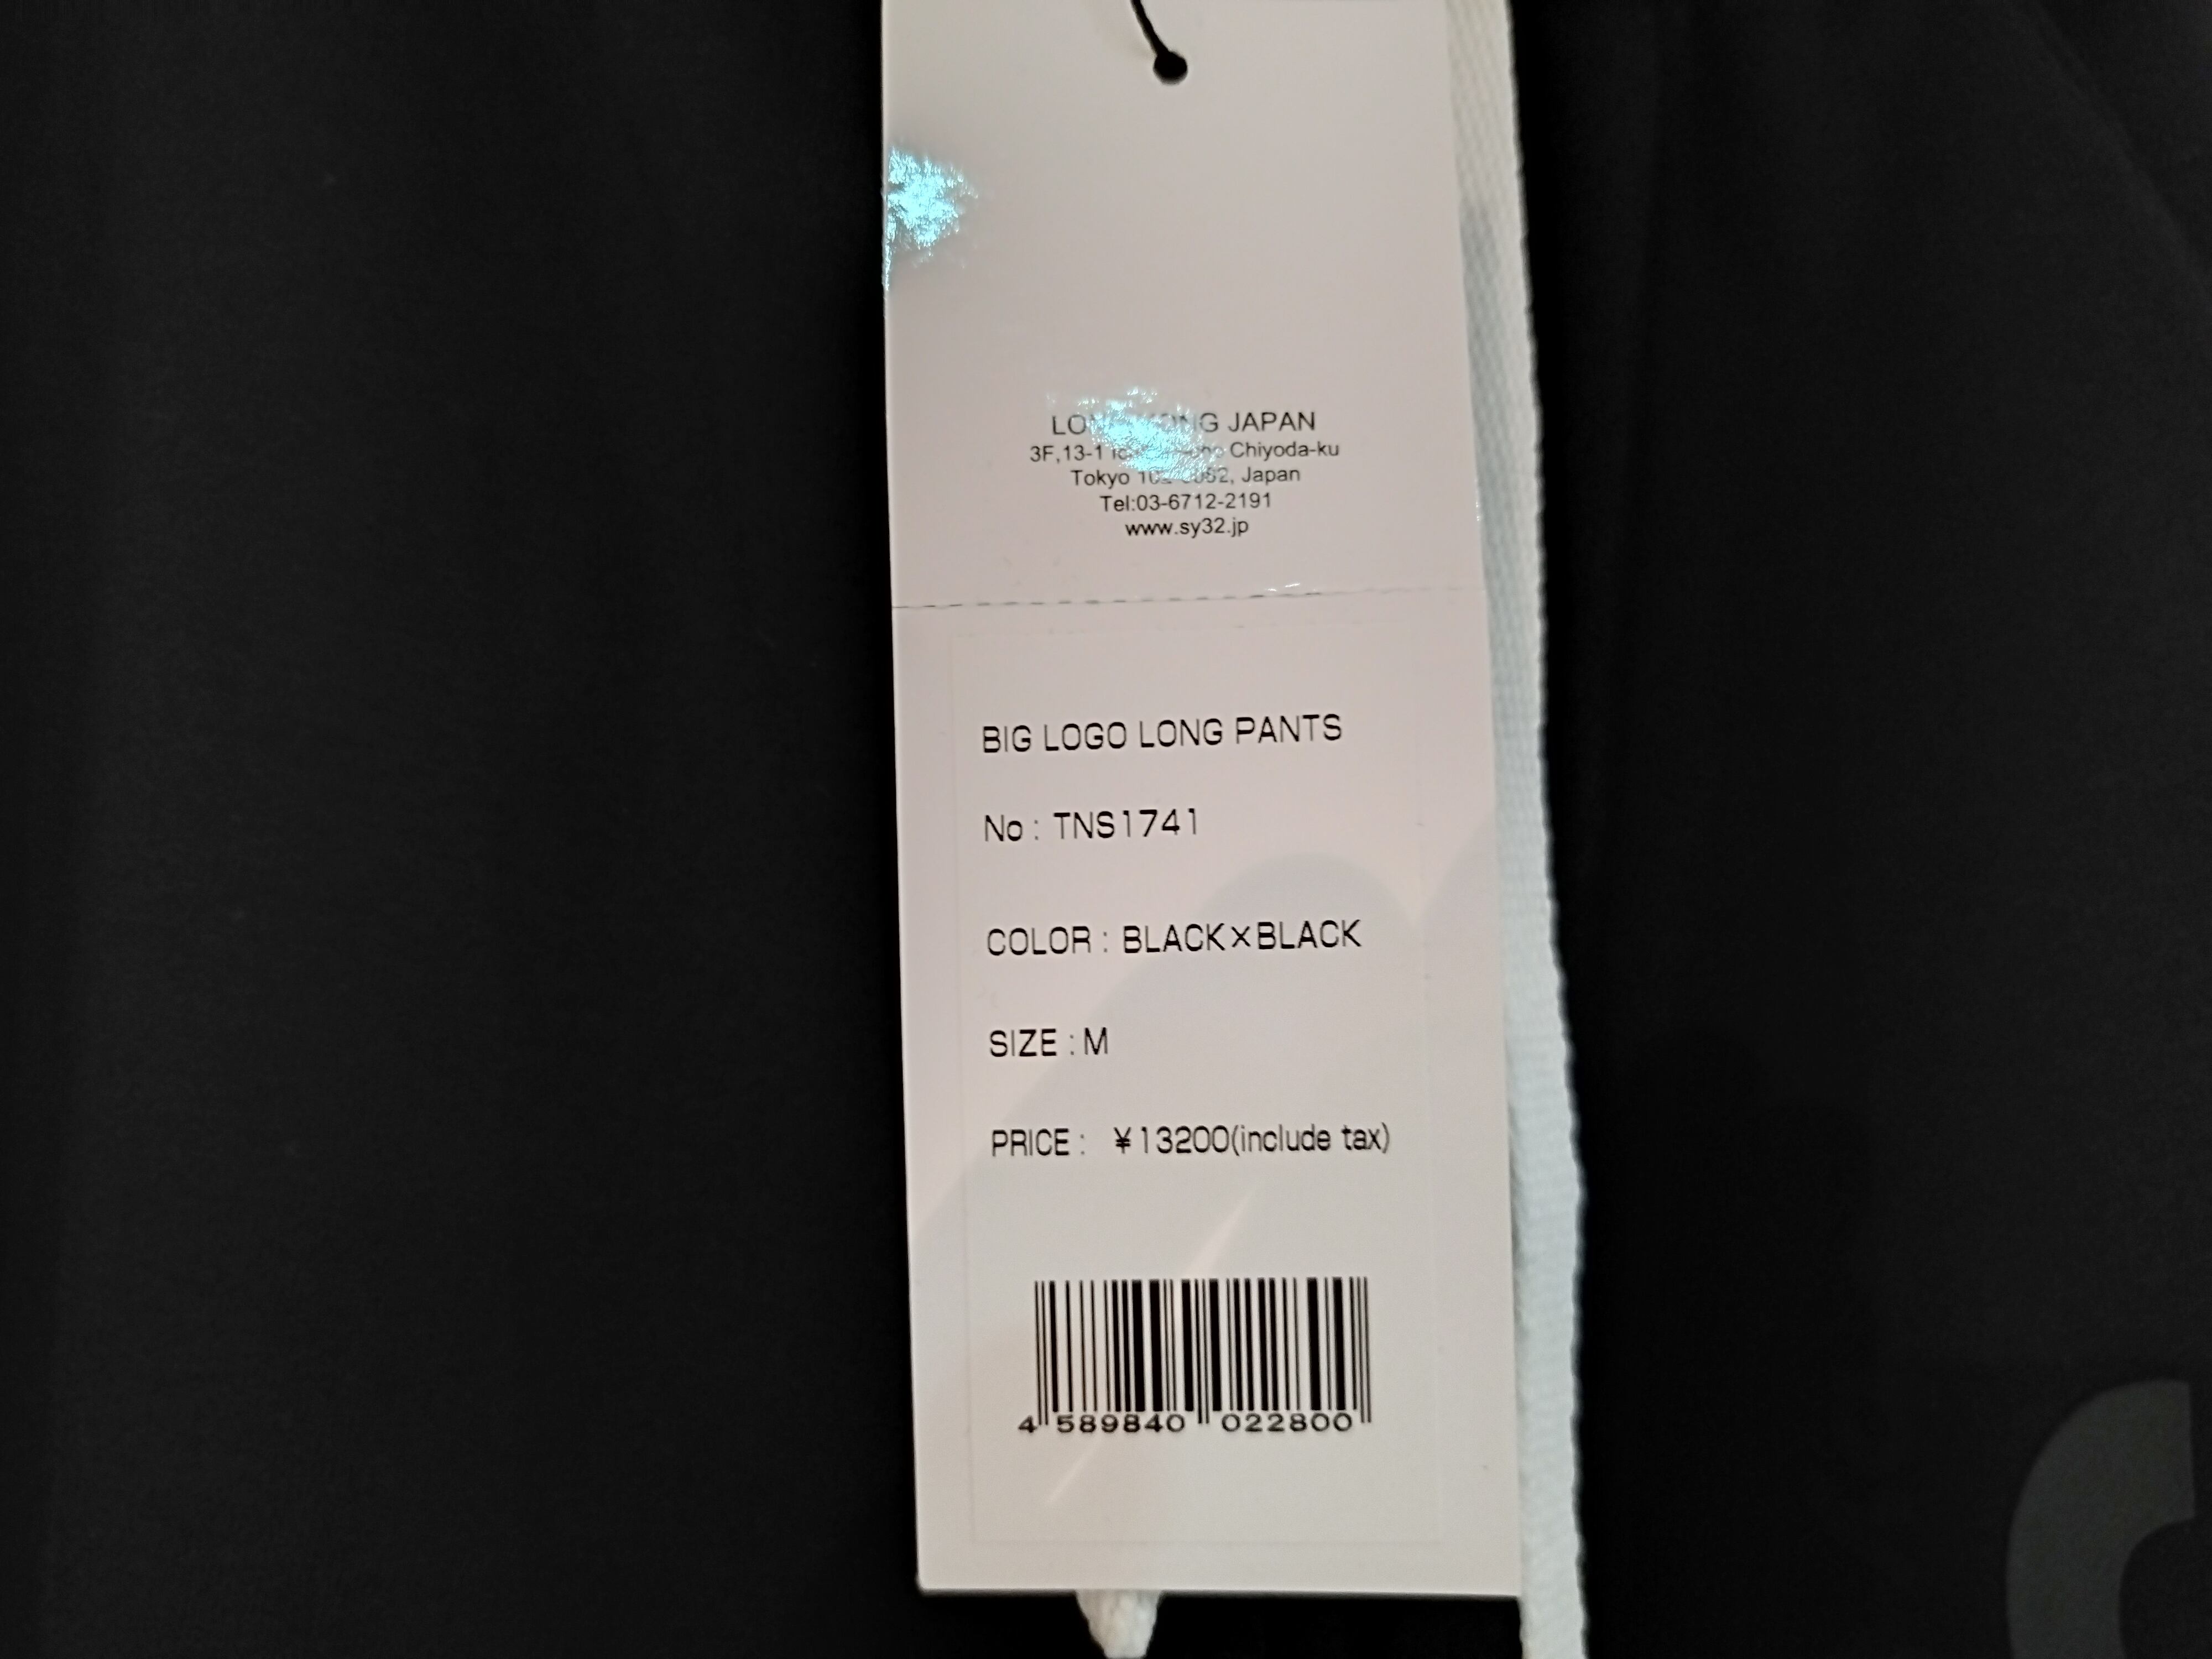 JAPAN
3F,13-1 Chiyoda-ku
Tokyo Japan
Tel:03-6712-2191
www.sy32.jp
BIG LOGO LONG PANTS
No : TNS1741
COLOR : BLACK×BLACK
SIZE : M
PRICE : ¥13200(include tax)
4 589840 022800